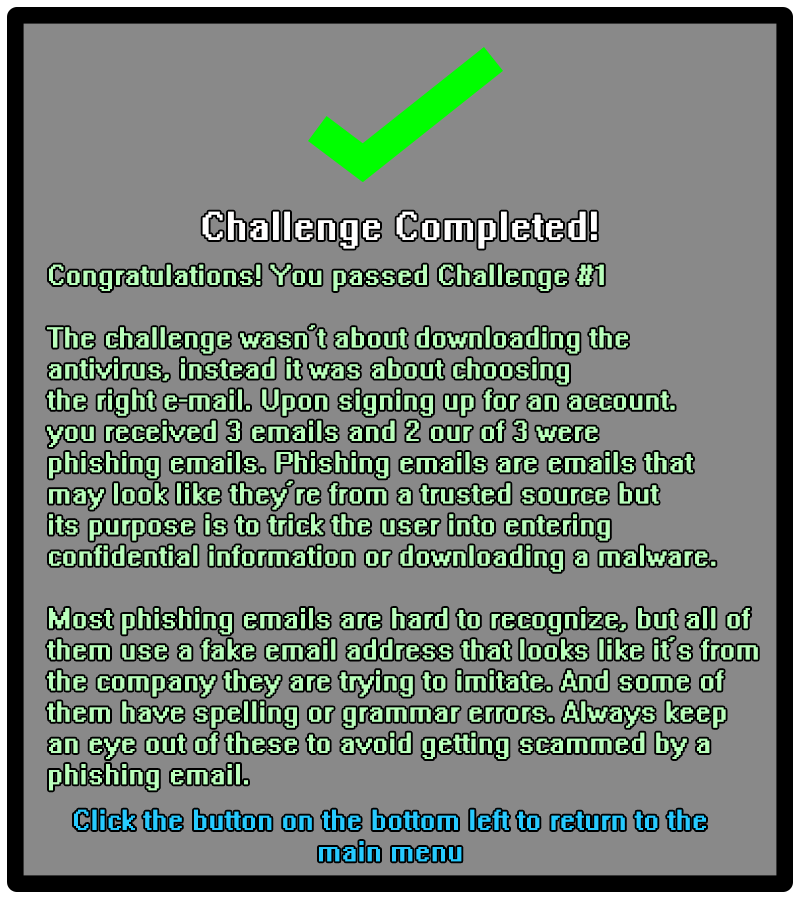 Challenge Completed!
Congratulations! You passed Challenge #1
The challenge wasn´t about downloading the
antivirus, instead it was about choosing
the right e-mail. Upon signing up for an account.
you received 3 emails and 2 our of 3 were
phishing emails. Phishing emails are emails that
may look like they´re from a trusted source but
its purpose is to trick the user into entering
confidential information or downloading a malware.
Most phishing emails are hard to recognize, but all of
them use a fake email address that looks like it´s from
the company they are trying to imitate. And some of
them have spelling or grammar errors. Always keep
an eye out of these to avoid getting scammed by a
phishing email.
Click the button on the bottom left to return to the
main menu